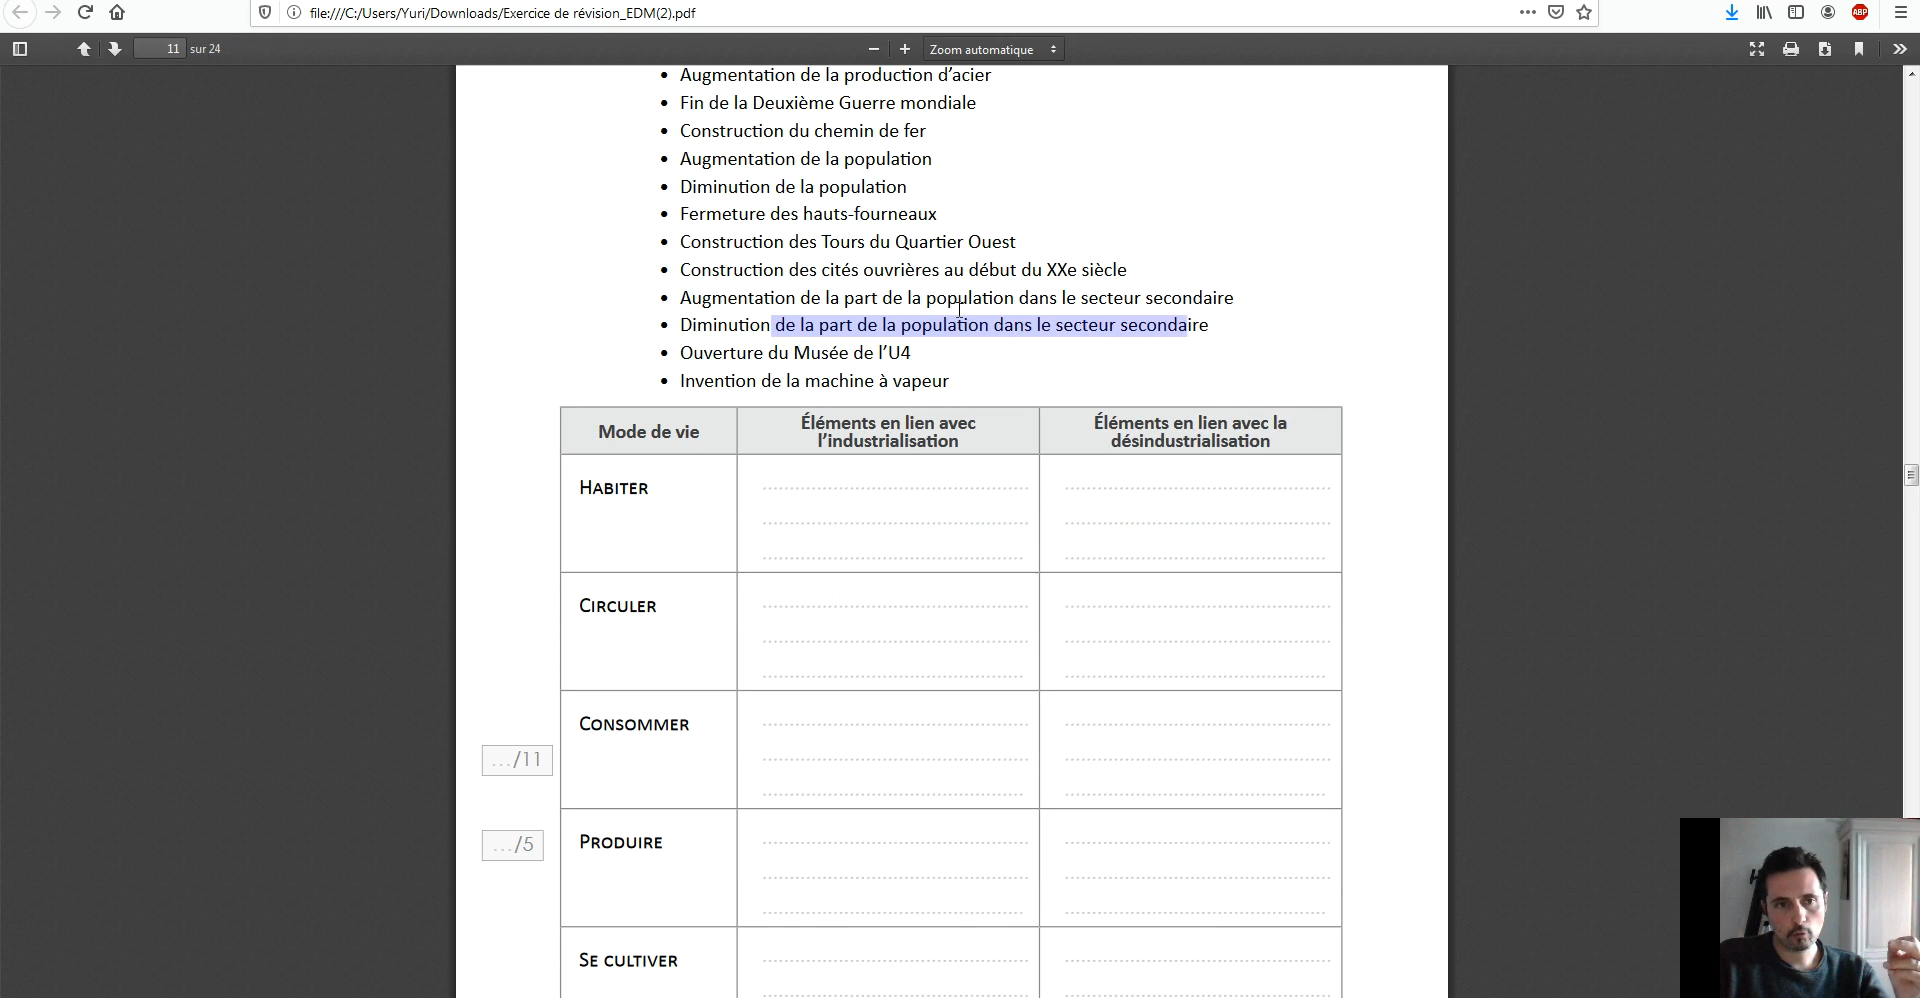 file:///C:/Users/Yuri/Downloads/Exercice de révision_EDM(2).pdf
ABP
11 sur 24
Zoom automatique
• Augmentation de la production d'acier
• Fin de la Deuxième Guerre mondiale
• Construction du chemin de fer
• Augmentation de la population
• Diminution de la population
• Fermeture des hauts-fourneaux
• Construction des Tours du Quartier Ouest
• Construction des cités ouvrières au début du XXe siècle
• Augmentation de la part de la population dans le secteur secondaire
• Diminution de la part de la population dans le secteur secondaire
• Ouverture du Musée de l'U4
• Invention de la machine à vapeur
Mode de vie
Éléments en lien avec
l'industrialisation
Éléments en lien avec la
désindustrialisation
HABITER
CIRCULER
CONSOMMER
.../11
PRODUIRE
.../5
SE CULTIVER